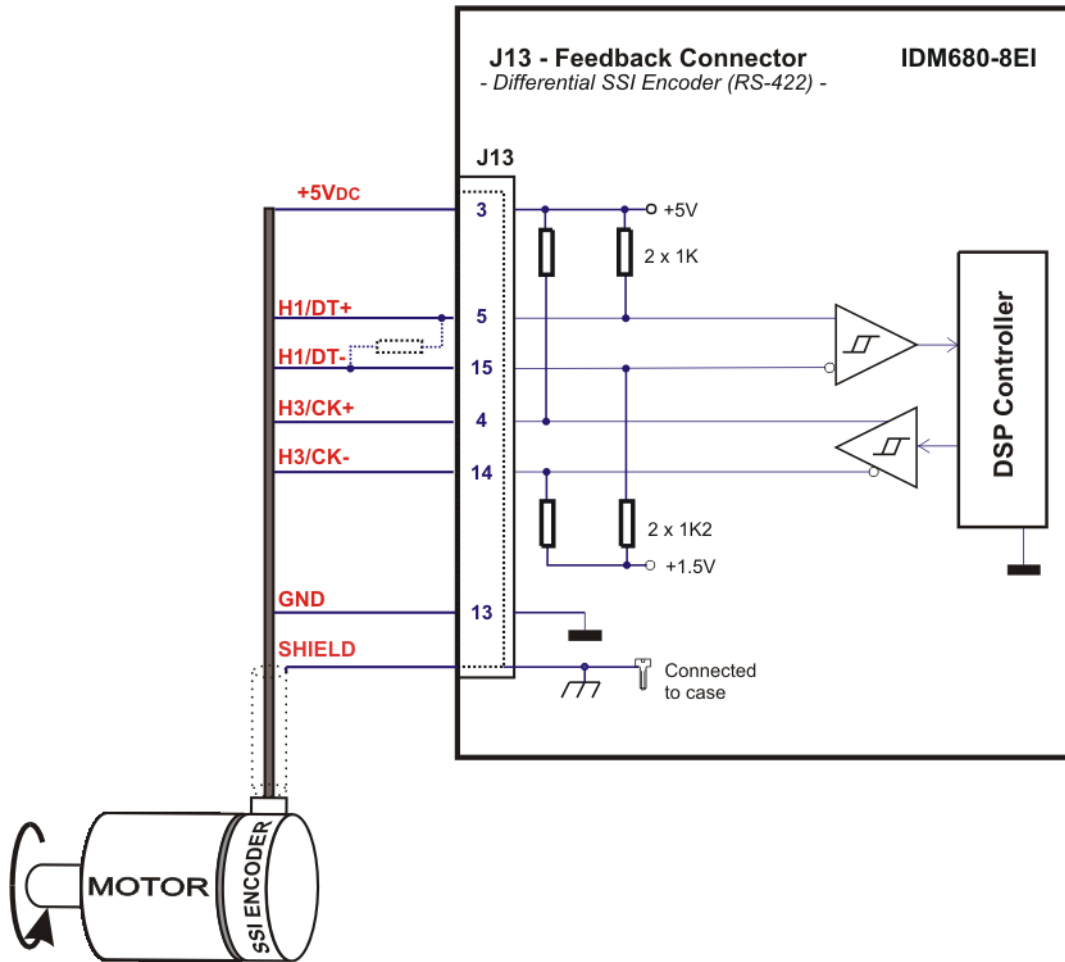 J13 - Feedback Connector
IDM680-8EI
- Differential SSI Encoder (RS-422) -
J13
+5VDC
3
+5V
2 x 1K
H1/DT+
5
H1/DT-
15
H3/CK+
4
H3/CK-
14
DSP Controller
2 x 1K2
+1.5V
GND
13
SHIELD
Connected
to case
MOTOR
SSI ENCODER